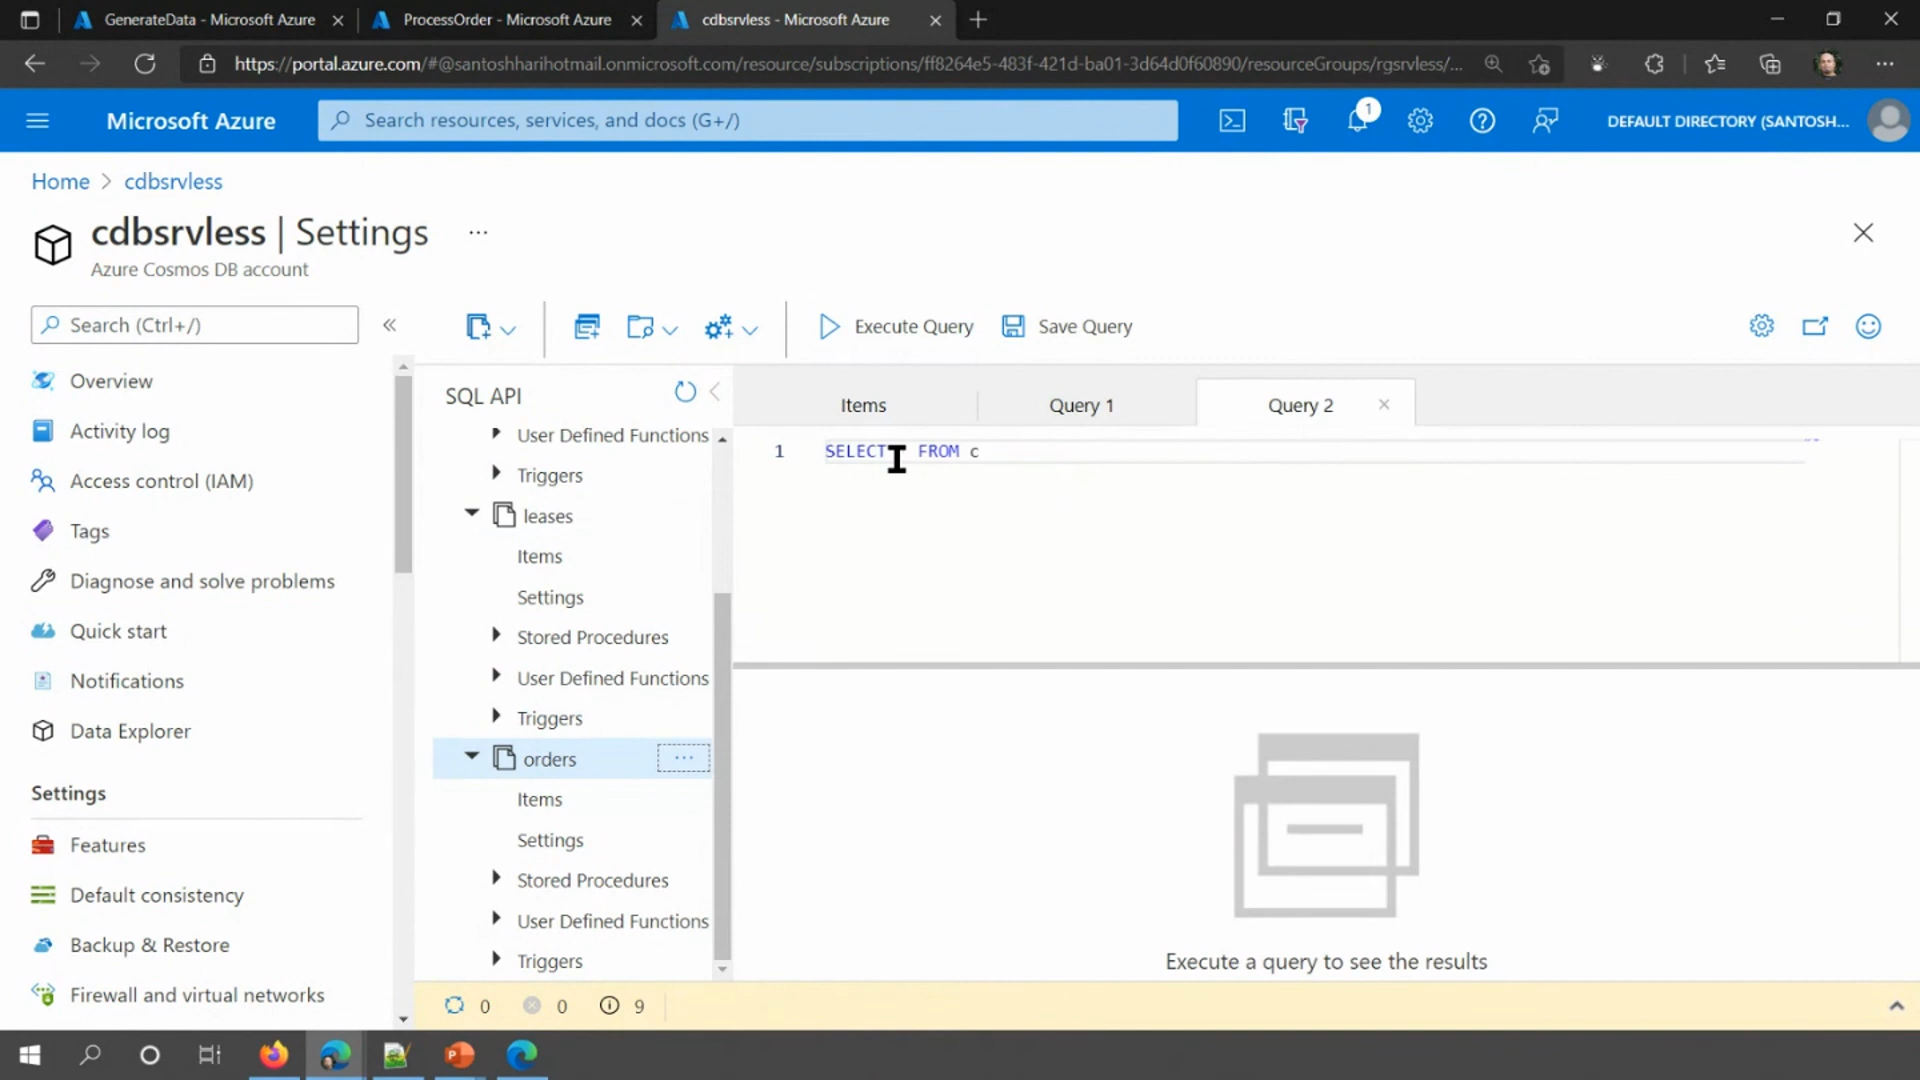 GenerateData - Microsoft Azure
ProcessOrder - Microsoft Azure
cdbsrvless - Microsoft Azure
https://portal.azure.com/#@santoshharihotmail.onmicrosoft.com/resource/subscriptions/ff8264e5-483f-421d-ba01-3d64d0f60890/resourceGroups/rgsrvless/...
Microsoft Azure
Search resources, services, and docs (G+/)
1
DEFAULT DIRECTORY (SANTOSH...
Home > cdbsrvless
cdbsrvless | Settings ...
Azure Cosmos DB account
Search (Ctrl+/)
«
Overview
Activity log
Access control (IAM)
Tags
Diagnose and solve problems
Quick start
Notifications
Data Explorer
Settings
Features
Default consistency
Backup & Restore
Firewall and virtual networks
Execute Query
Save Query
SQL API
User Defined Functions
Triggers
leases
Items
Settings
Stored Procedures
User Defined Functions
Triggers
orders ...
Items
Settings
Stored Procedures
User Defined Functions
Triggers
Items
Query 1
Query 2
1 SELECT FROM c
Execute a query to see the results
0 0 9